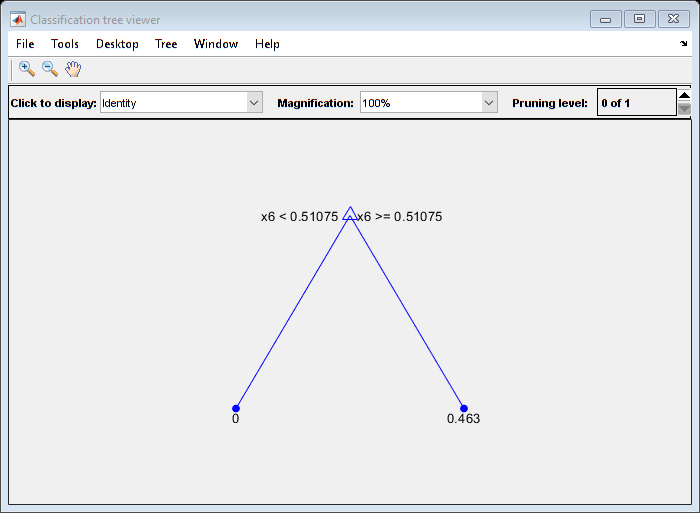 Classification tree viewer
File Tools Desktop Tree Window Help
Click to display: Identity Magnification: 100% Pruning level: 0 of 1
x6 < 0.51075 x6 >= 0.51075
0 0.463